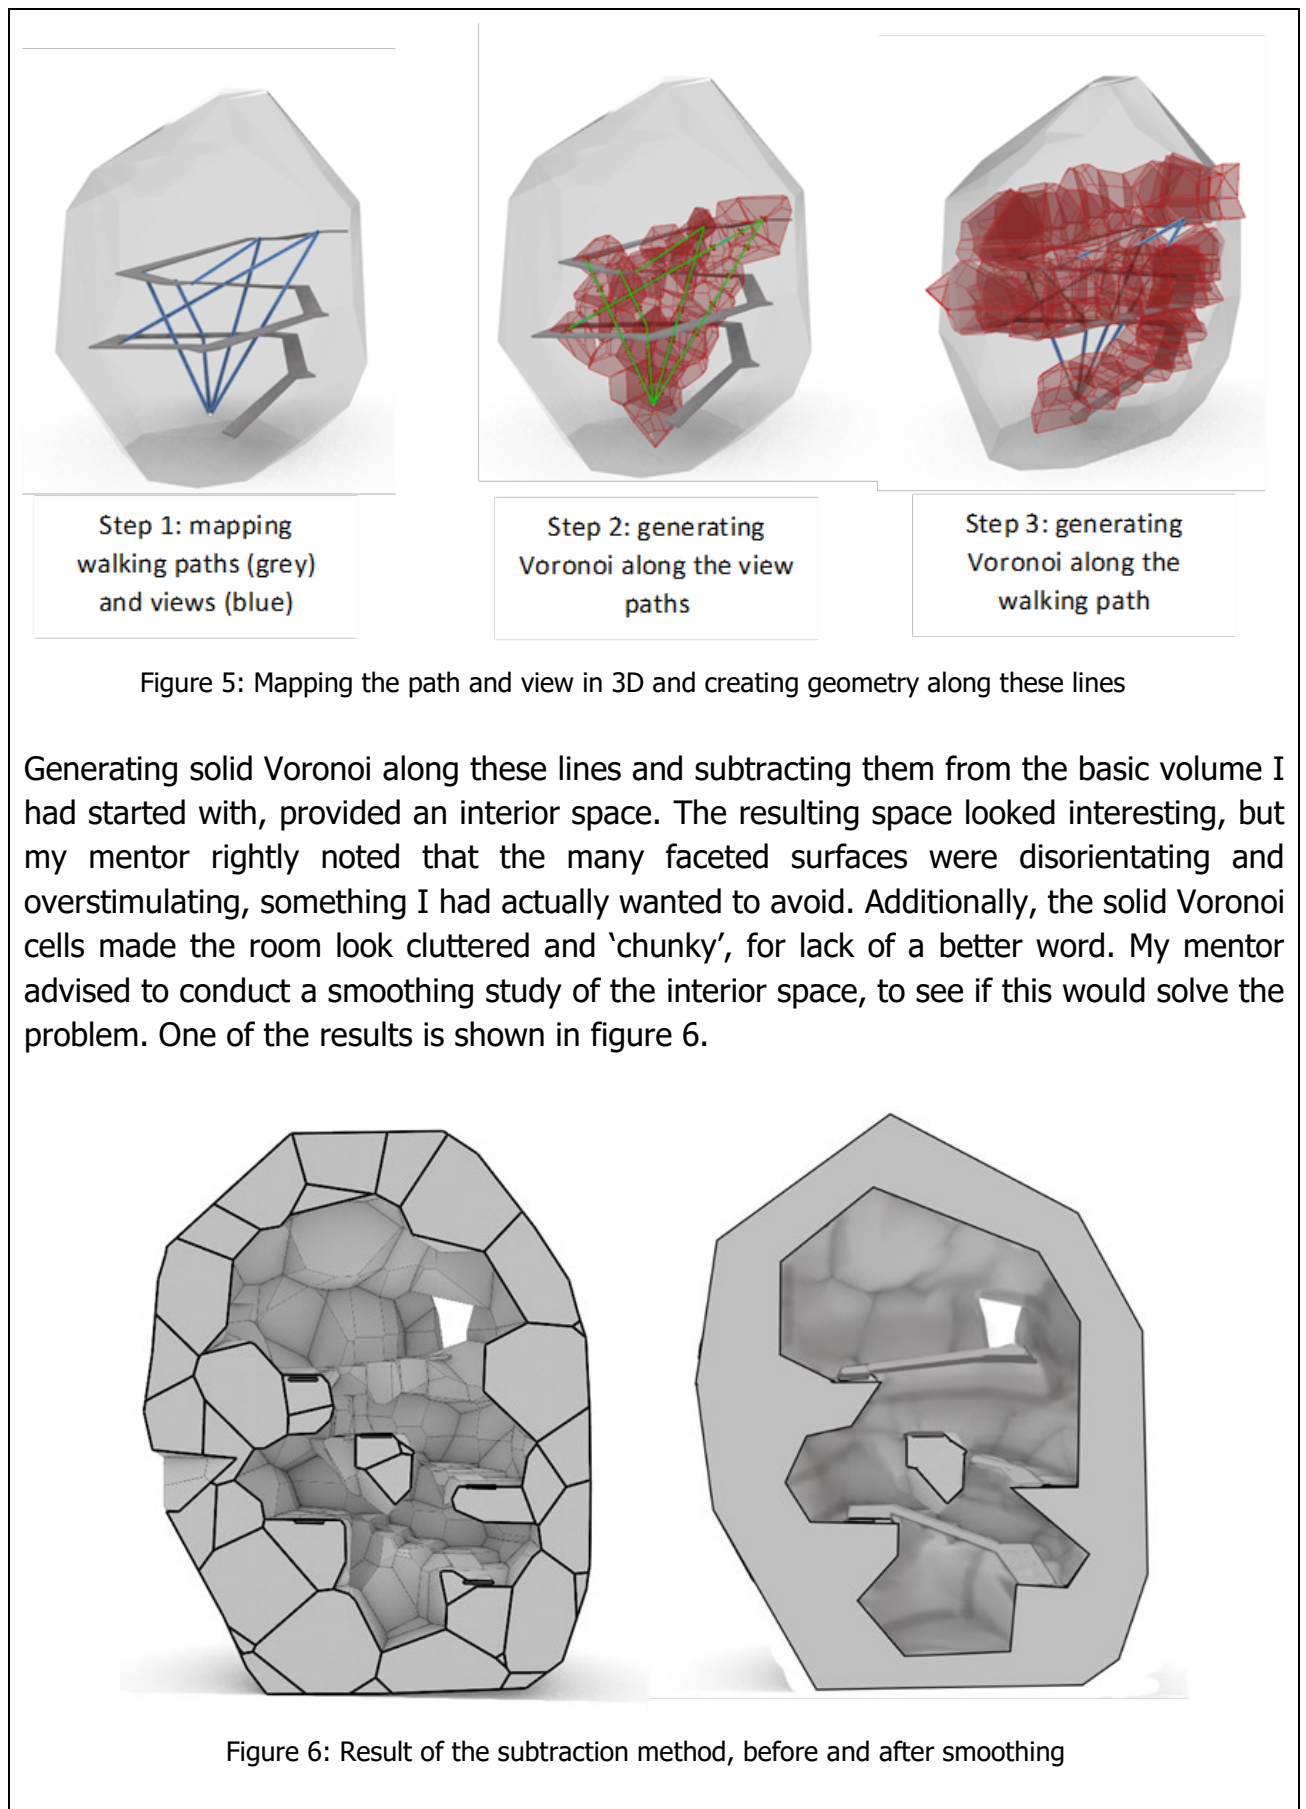 Step 1: mapping
walking paths (grey)
and views (blue)
Step 2: generating
Voronoi along the view
paths
Step 3: generating
Voronoi along the
walking path
Figure 5: Mapping the path and view in 3D and creating geometry along these lines
Generating solid Voronoi along these lines and subtracting them from the basic volume I
had started with, provided an interior space. The resulting space looked interesting, but
my mentor rightly noted that the many faceted surfaces were disorientating and
overstimulating, something I had actually wanted to avoid. Additionally, the solid Voronoi
cells made the room look cluttered and ‘chunky’, for lack of a better word. My mentor
advised to conduct a smoothing study of the interior space, to see if this would solve the
problem. One of the results is shown in figure 6.
Figure 6: Result of the subtraction method, before and after smoothing